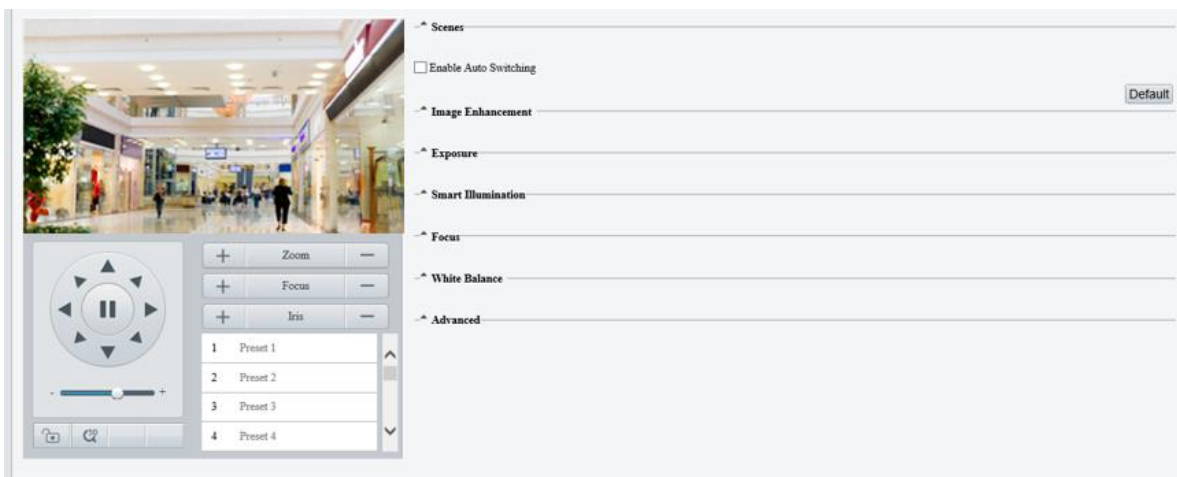 Scenes
Enable Auto Switching
Default
Image Enhancement
Exposure
Smart Illumination
Focus
White Balance
Advanced
+ Zoom —
+ Focus —
+ Iris —
1 Preset 1
2 Preset 2
3 Preset 3
4 Preset 4
- +
3D